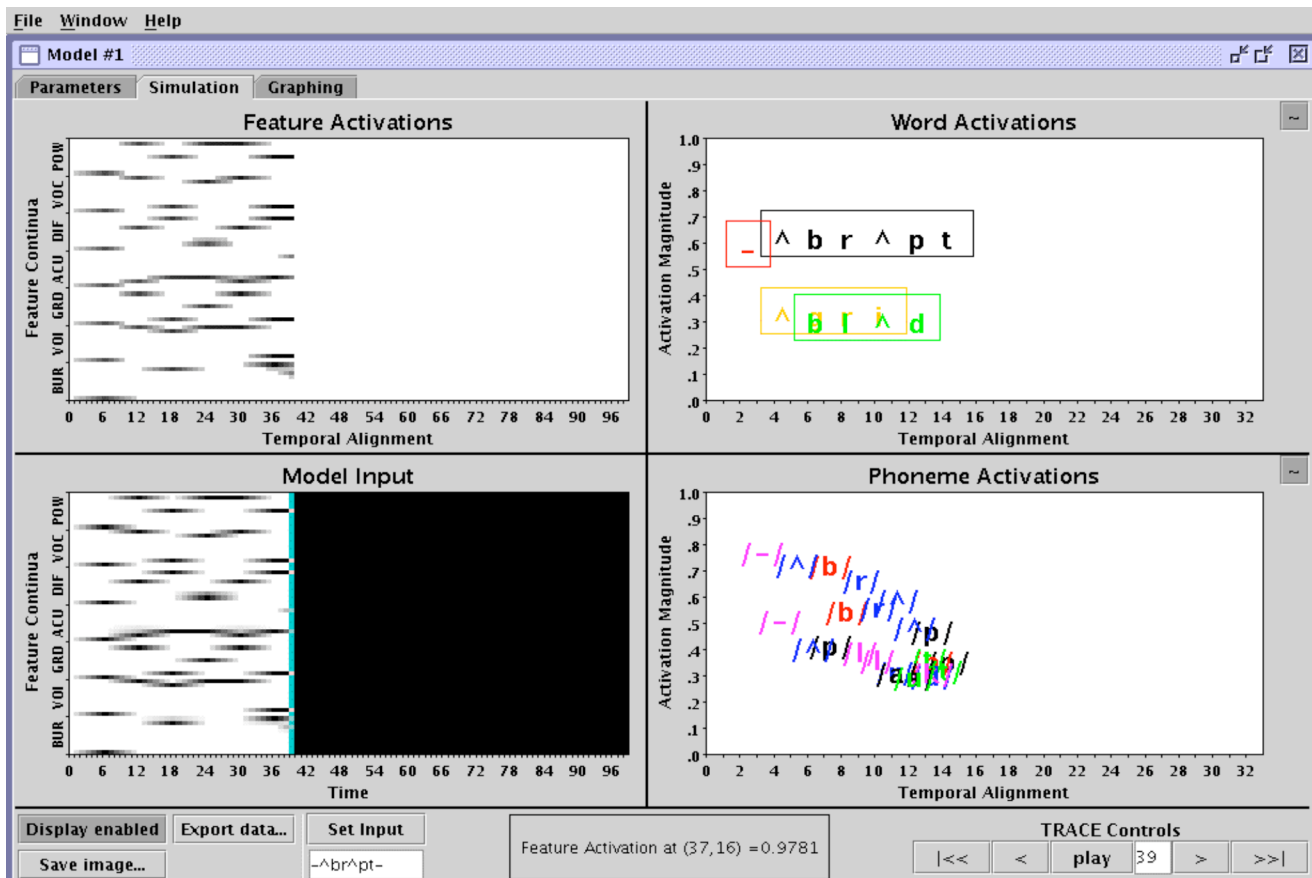 File Window Help
Model #1
Parameters Simulation Graphing
Feature Activations
Feature Continua
BUR VOI GRD ACU DIF VOC POW
0 6 12 18 24 30 36 42 48 54 60 66 72 78 84 90 96
Temporal Alignment
Word Activations
~
Activation Magnitude
1.0
.9
.8
.7
.6
.5
.4
.3
.2
.1
.0
-
^ b r ^ p t
^ g r i
b l ^ d
0 2 4 6 8 10 12 14 16 18 20 22 24 26 28 30 32
Temporal Alignment
Model Input
Feature Continua
BUR VOI GRD ACU DIF VOC POW
0 6 12 18 24 30 36 42 48 54 60 66 72 78 84 90 96
Time
Phoneme Activations
~
Activation Magnitude
1.0
.9
.8
.7
.6
.5
.4
.3
.2
.1
.0
/-/ /^/ /b/ /r/
/-/ /b/ /r/ /^/
/^/ /p/ /l/ /l/ /^/ /p/
0 2 4 6 8 10 12 14 16 18 20 22 24 26 28 30 32
Temporal Alignment
Display enabled Export data... Set Input
Save image... -^br^pt-
Feature Activation at (37,16) =0.9781
TRACE Controls
|<< < play 39 > >>|